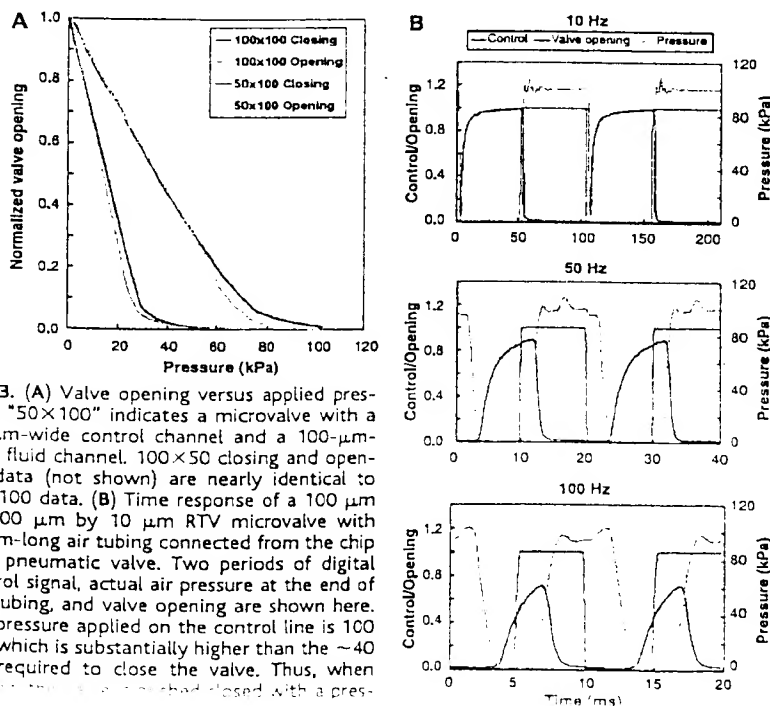 A
1.0
0.8
0.6
0.4
0.2
0.0
Normalized valve opening
100x100 Closing
100x100 Opening
50x100 Closing
50x100 Opening
0 20 40 60 80 100 120
Pressure (kPa)
3. (A) Valve opening versus applied pres-
"50×100" indicates a microvalve with a
m-wide control channel and a 100-μm-
fluid channel. 100×50 closing and open-
data (not shown) are nearly identical to
100 data. (B) Time response of a 100 μm
00 μm by 10 μm RTV microvalve with
m-long air tubing connected from the chip
pneumatic valve. Two periods of digital
rol signal, actual air pressure at the end of
ubing, and valve opening are shown here.
pressure applied on the control line is 100
which is substantially higher than the ~40
required to close the valve. Thus, when
closed with a pres-
B
10 Hz
Control Valve opening Pressure
1.2
0.8
0.4
0.0
Control/Opening
120
80
40
0
Pressure (kPa)
0 50 100 150 200
50 Hz
1.2
0.8
0.4
0.0
Control/Opening
120
80
40
0
Pressure (kPa)
0 10 20 30 40
100 Hz
1.2
0.8
0.4
0.0
Control/Opening
120
80
40
0
Pressure (kPa)
0 5 10 15 20
Time (ms)